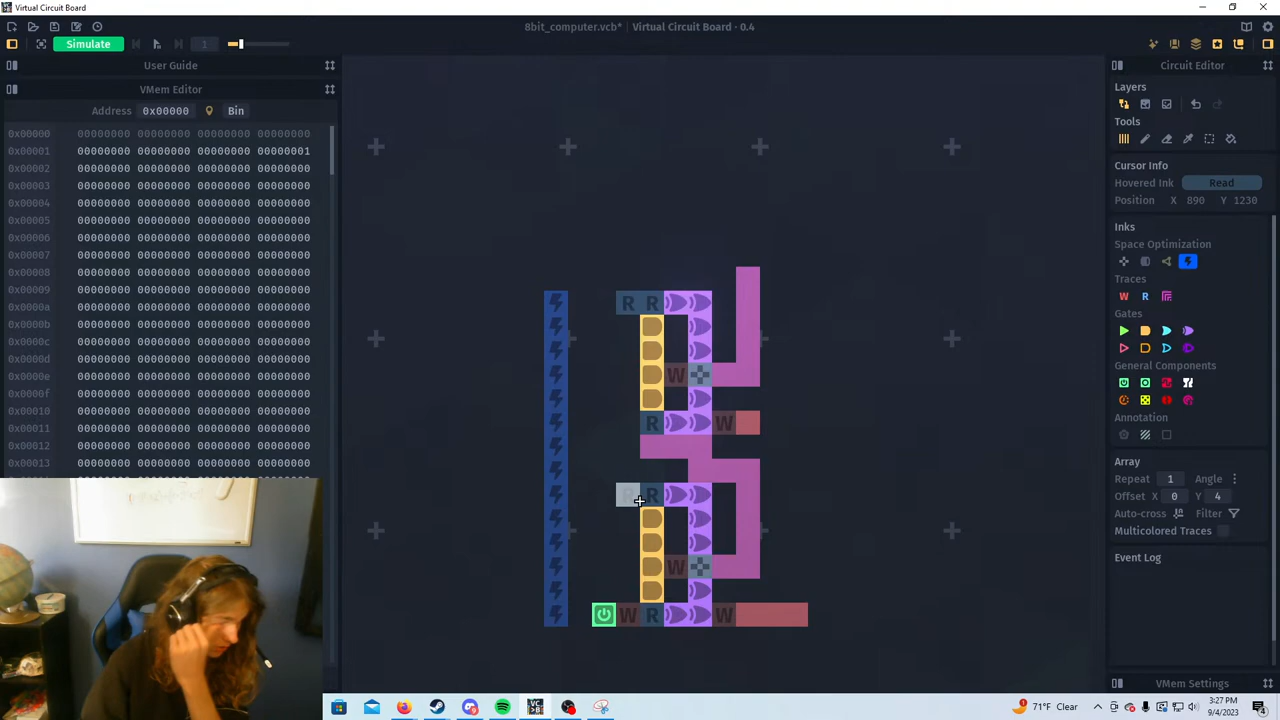 Virtual Circuit Board
8bit_computer.vcb* | Virtual Circuit Board - 0.4
Simulate
1
User Guide
VMem Editor
Address 0x00000 Bin
0x00000 00000000 00000000 00000000 00000000
0x00001 00000000 00000000 00000000 00000001
0x00002 00000000 00000000 00000000 00000000
0x00003 00000000 00000000 00000000 00000000
0x00004 00000000 00000000 00000000 00000000
0x00005 00000000 00000000 00000000 00000000
0x00006 00000000 00000000 00000000 00000000
0x00007 00000000 00000000 00000000 00000000
0x00008 00000000 00000000 00000000 00000000
0x00009 00000000 00000000 00000000 00000000
0x0000a 00000000 00000000 00000000 00000000
0x0000b 00000000 00000000 00000000 00000000
0x0000c 00000000 00000000 00000000 00000000
0x0000d 00000000 00000000 00000000 00000000
0x0000e 00000000 00000000 00000000 00000000
0x0000f 00000000 00000000 00000000 00000000
0x00010 00000000 00000000 00000000 00000000
0x00011 00000000 00000000 00000000 00000000
0x00012 00000000 00000000 00000000 00000000
0x00013 00000000 00000000 00000000 00000000
R R
W
R W
R R
W
W R W
Circuit Editor
Layers
Tools
Cursor Info
Hovered Ink Read
Position X 890 Y 1230
Inks
Space Optimization
Traces
W R
Gates
General Components
Annotation
Array
Repeat 1 Angle
Offset X 0 Y 4
Auto-cross Filter
Multicolored Traces
Event Log
VMem Settings
71°F Clear
3:27 PM
9/4/2023